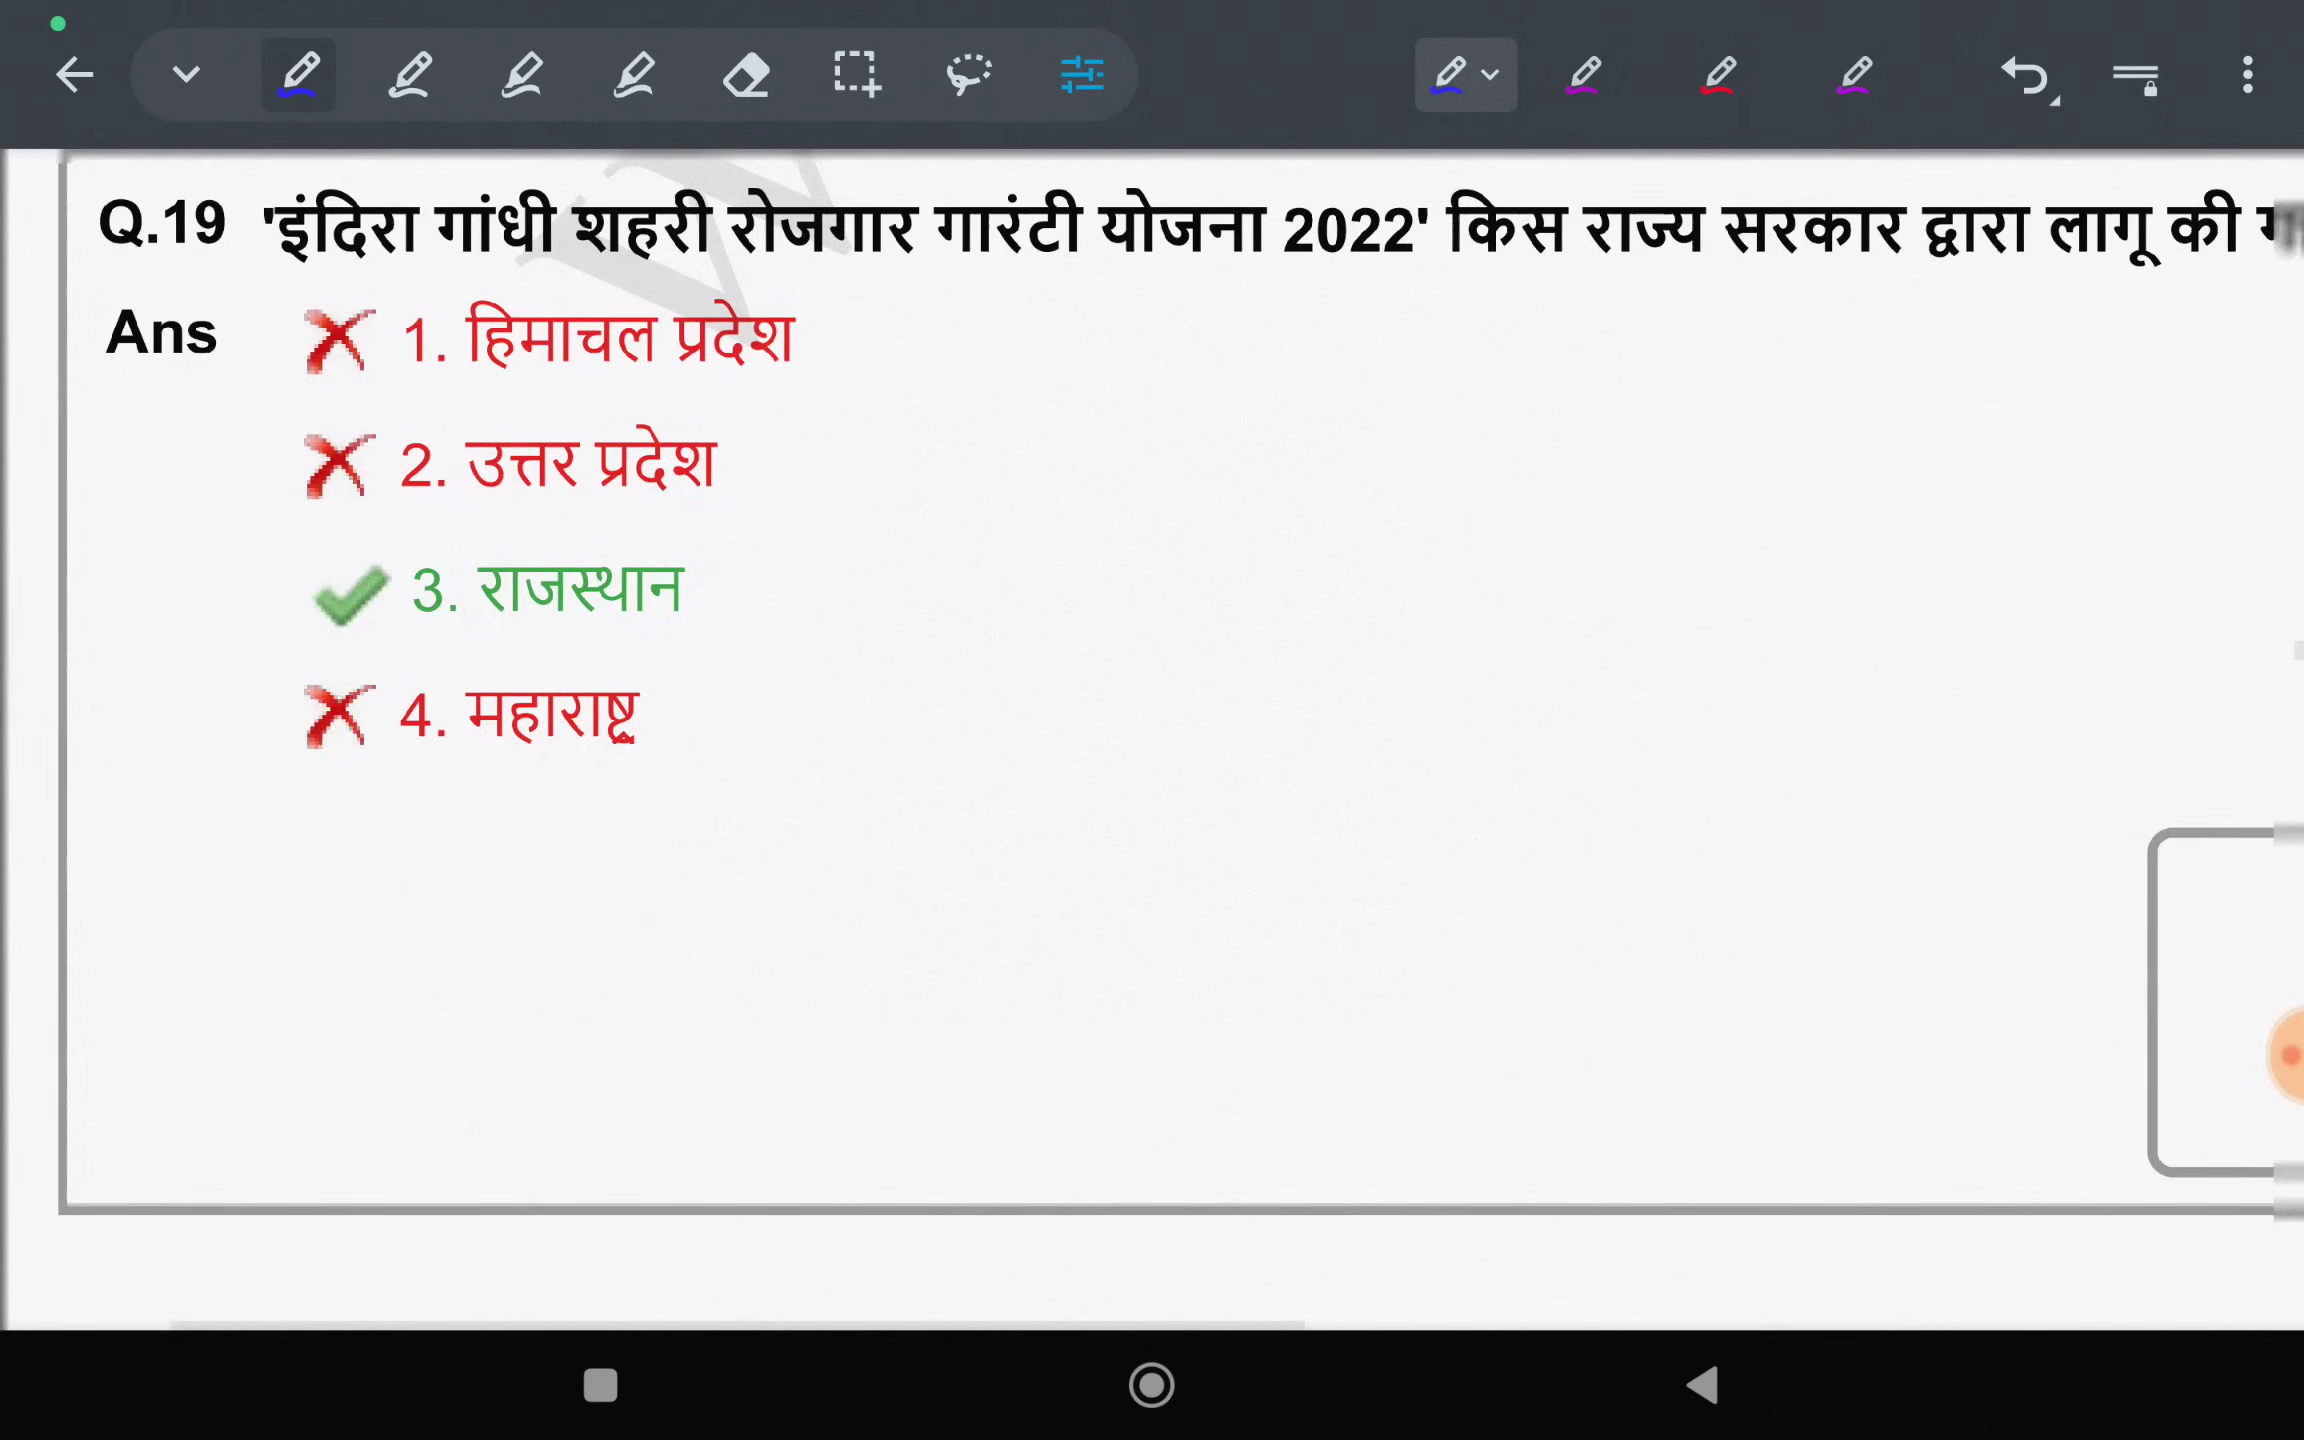 Q.19 'इंदिरा गांधी शहरी रोजगार गारंटी योजना 2022' किस राज्य सरकार द्वारा लागू की
Ans 1. हिमाचल प्रदेश
2. उत्तर प्रदेश
3. राजस्थान
4. महाराष्ट्र